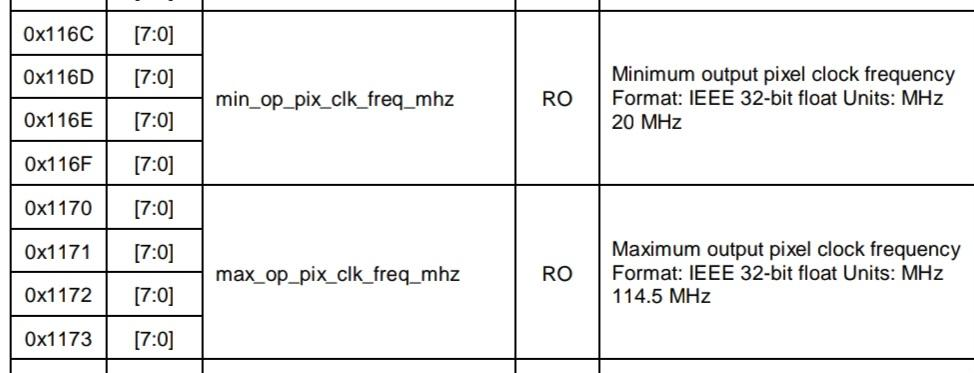 0x116C [7:0]
0x116D [7:0]
0x116E [7:0]
0x116F [7:0]
min_op_pix_clk_freq_mhz
RO
Minimum output pixel clock frequency
Format: IEEE 32-bit float Units: MHz
20 MHz
0x1170 [7:0]
0x1171 [7:0]
0x1172 [7:0]
0x1173 [7:0]
max_op_pix_clk_freq_mhz
RO
Maximum output pixel clock frequency
Format: IEEE 32-bit float Units: MHz
114.5 MHz